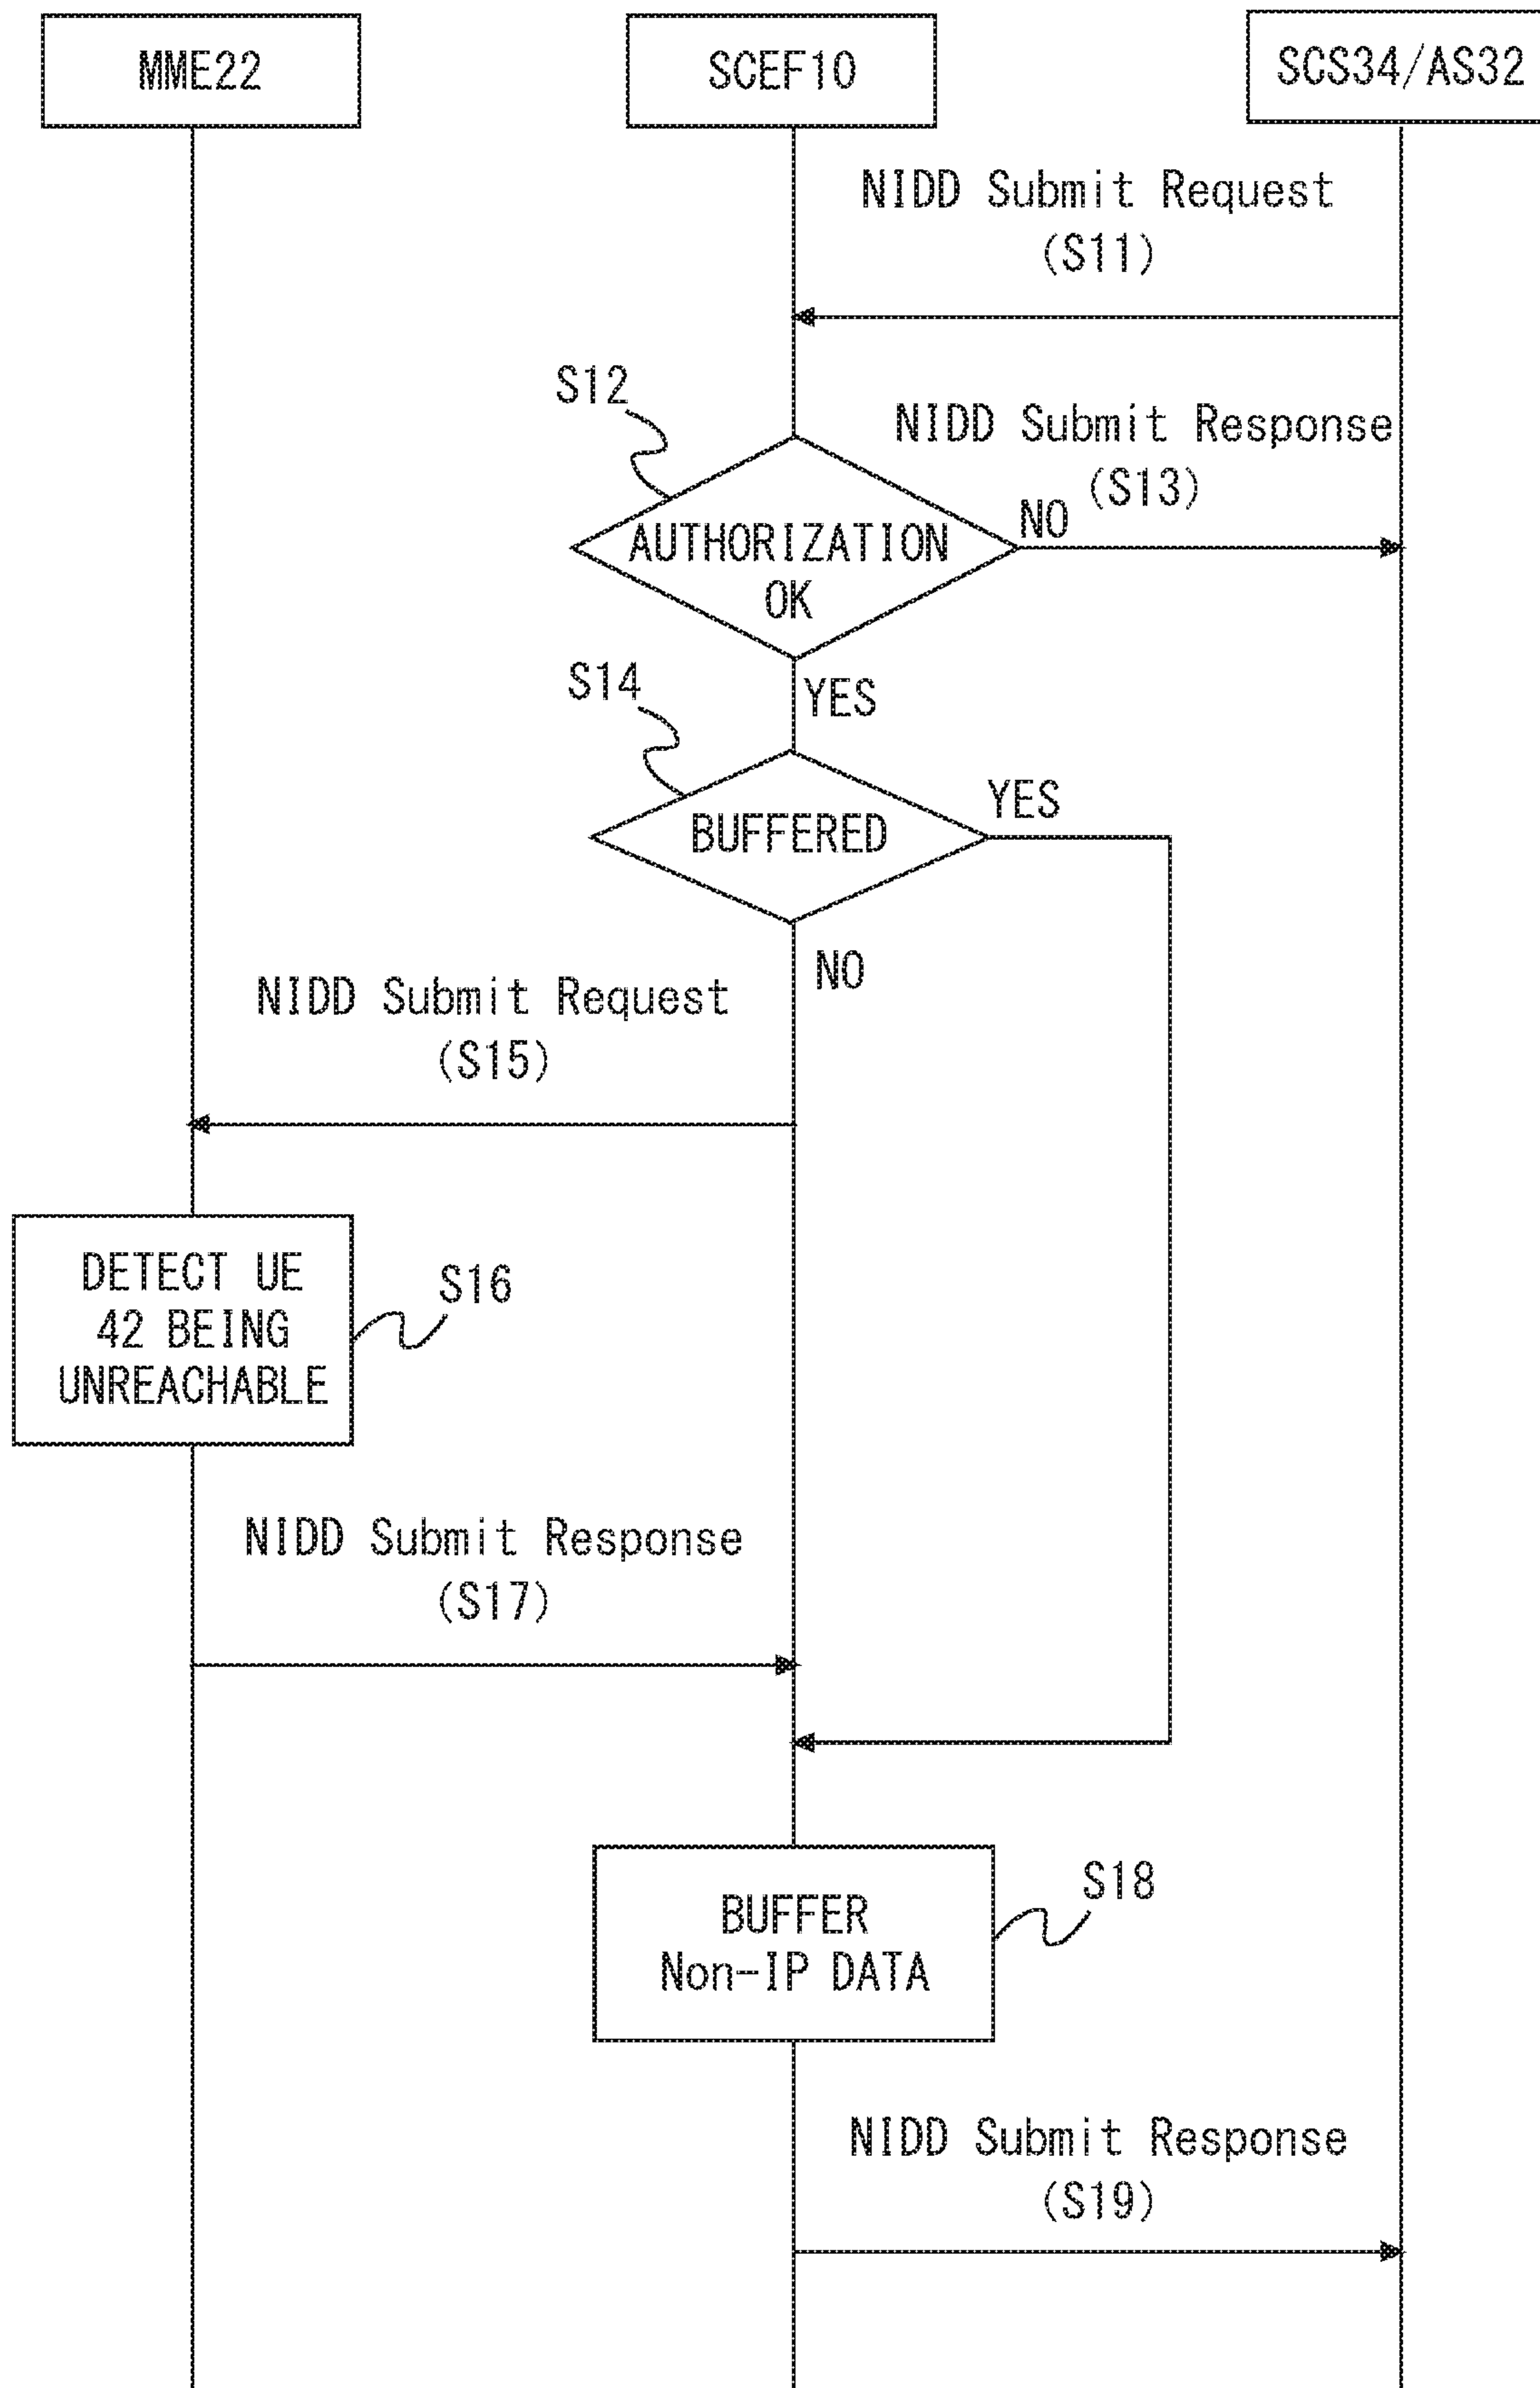 MME22
SCEF10
SCS34/AS32
NIDD Submit Request
(S11)
S12
NIDD Submit Response
(S13)
NO
AUTHORIZATION
OK
S14
YES
YES
BUFFERED
NO
NIDD Submit Request
(S15)
DETECT UE
42 BEING
UNREACHABLE
S16
NIDD Submit Response
(S17)
S18
BUFFER
Non-IP DATA
NIDD Submit Response
(S19)